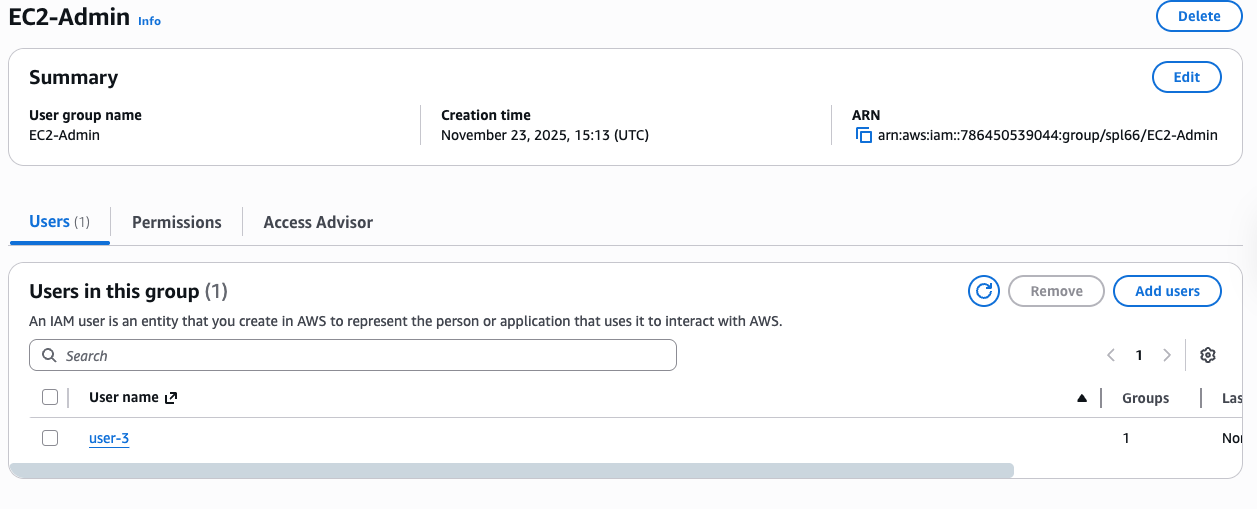 EC2-Admin Info
Delete
Summary
Edit
User group name
EC2-Admin
Creation time
November 23, 2025, 15:13 (UTC)
ARN
arn:aws:iam::786450539044:group/spl66/EC2-Admin
Users (1)
Permissions
Access Advisor
Users in this group (1)
Remove
Add users
An IAM user is an entity that you create in AWS to represent the person or application that uses it to interact with AWS.
Search
1
User name
Groups
user-3
1